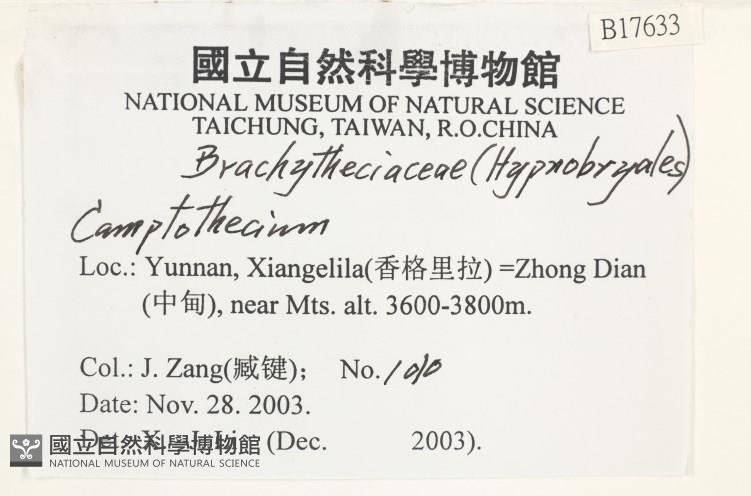 B17633
國立自然科學博物館
NATIONAL MUSEUM OF NATURAL SCIENCE
TAICHUNG, TAIWAN, R.O.CHINA
Brachytheciaceae (Hypnobryales)
Camptothecium
Loc.: Yunnan, Xiangelila(香格里拉) =Zhong Dian
(中甸), near Mts. alt. 3600-3800m.
Col.: J. Zang(臧键); No.
Date: Nov. 28. 2003.
(Dec. 2003).
國立自然科學博物館
NATIONAL MUSEUM OF NATURAL SCIENCE